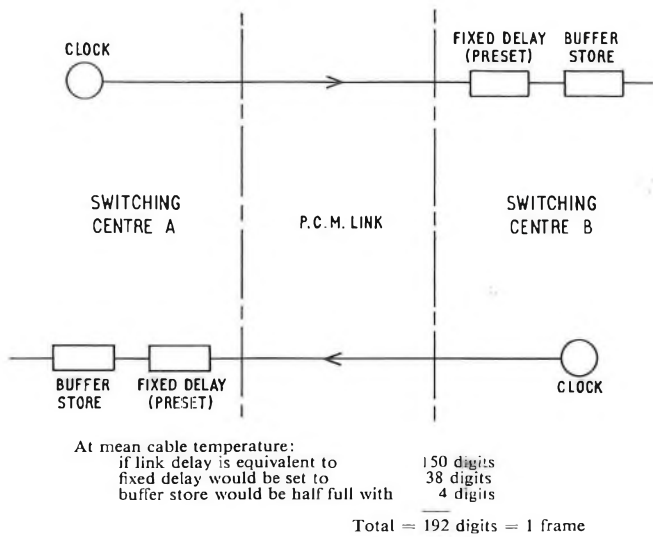 CLOCK
FIXED DELAY
(PRESET)
BUFFER
STORE
SWITCHING
CENTRE A
P.C.M. LINK
SWITCHING
CENTRE B
BUFFER
STORE
FIXED DELAY
(PRESET)
CLOCK
At mean cable temperature:
if link delay is equivalent to 150 digits
fixed delay would be set to 38 digits
buffer store would be half full with 4 digits
Total = 192 digits = 1 frame